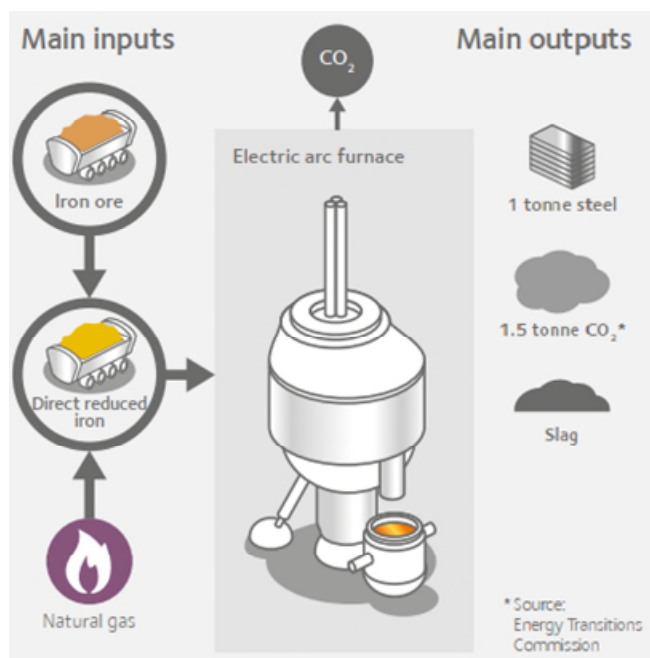 Main inputs
Main outputs
CO₂
Electric arc furnace
Iron ore
1 tonne steel
1.5 tonne CO₂*
Direct reduced
iron
Slag
Natural gas
* Source:
Energy Transitions
Commission